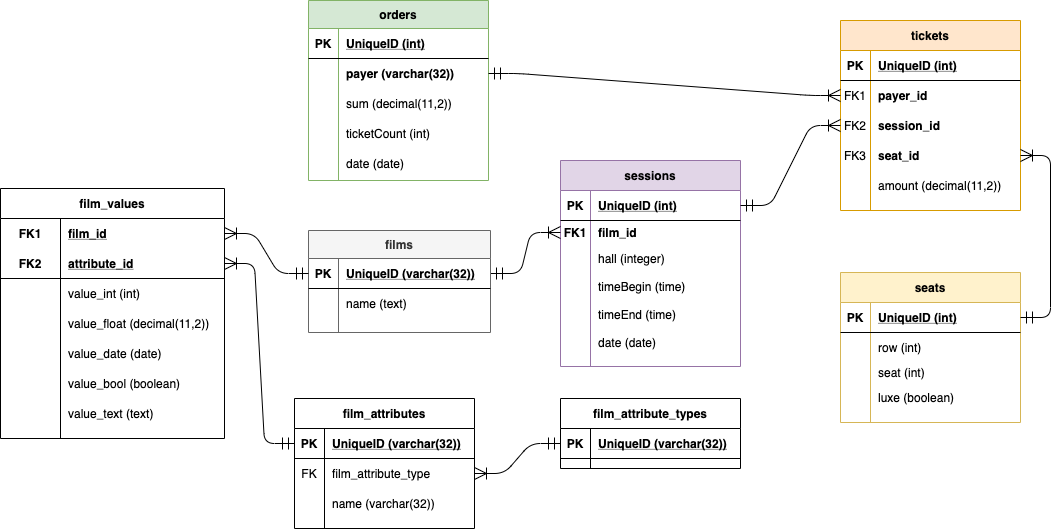 orders
PK UniqueID (int)
payer (varchar(32))
sum (decimal(11,2))
ticketCount (int)
date (date)
tickets
PK UniqueID (int)
FK1 payer_id
FK2 session_id
FK3 seat_id
amount (decimal(11,2))
sessions
PK UniqueID (int)
FK1 film_id
hall (integer)
timeBegin (time)
timeEnd (time)
date (date)
film_values
FK1 film_id
FK2 attribute_id
value_int (int)
value_float (decimal(11,2))
value_date (date)
value_bool (boolean)
value_text (text)
films
PK UniqueID (varchar(32))
name (text)
seats
PK UniqueID (int)
row (int)
seat (int)
luxe (boolean)
film_attributes
PK UniqueID (varchar(32))
FK film_attribute_type
name (varchar(32))
film_attribute_types
PK UniqueID (varchar(32))